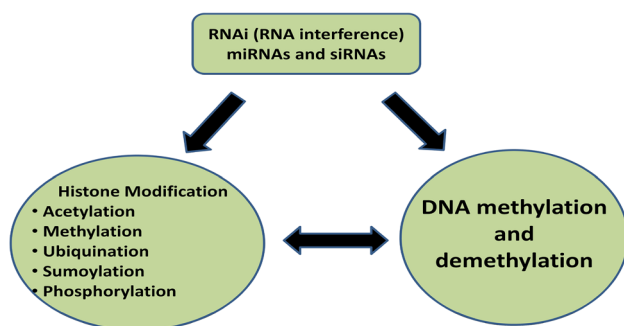 RNAi (RNA interference)
miRNAs and siRNAs
Histone Modification
• Acetylation
• Methylation
• Ubiquination
• Sumoylation
• Phosphorylation
DNA methylation
and
demethylation